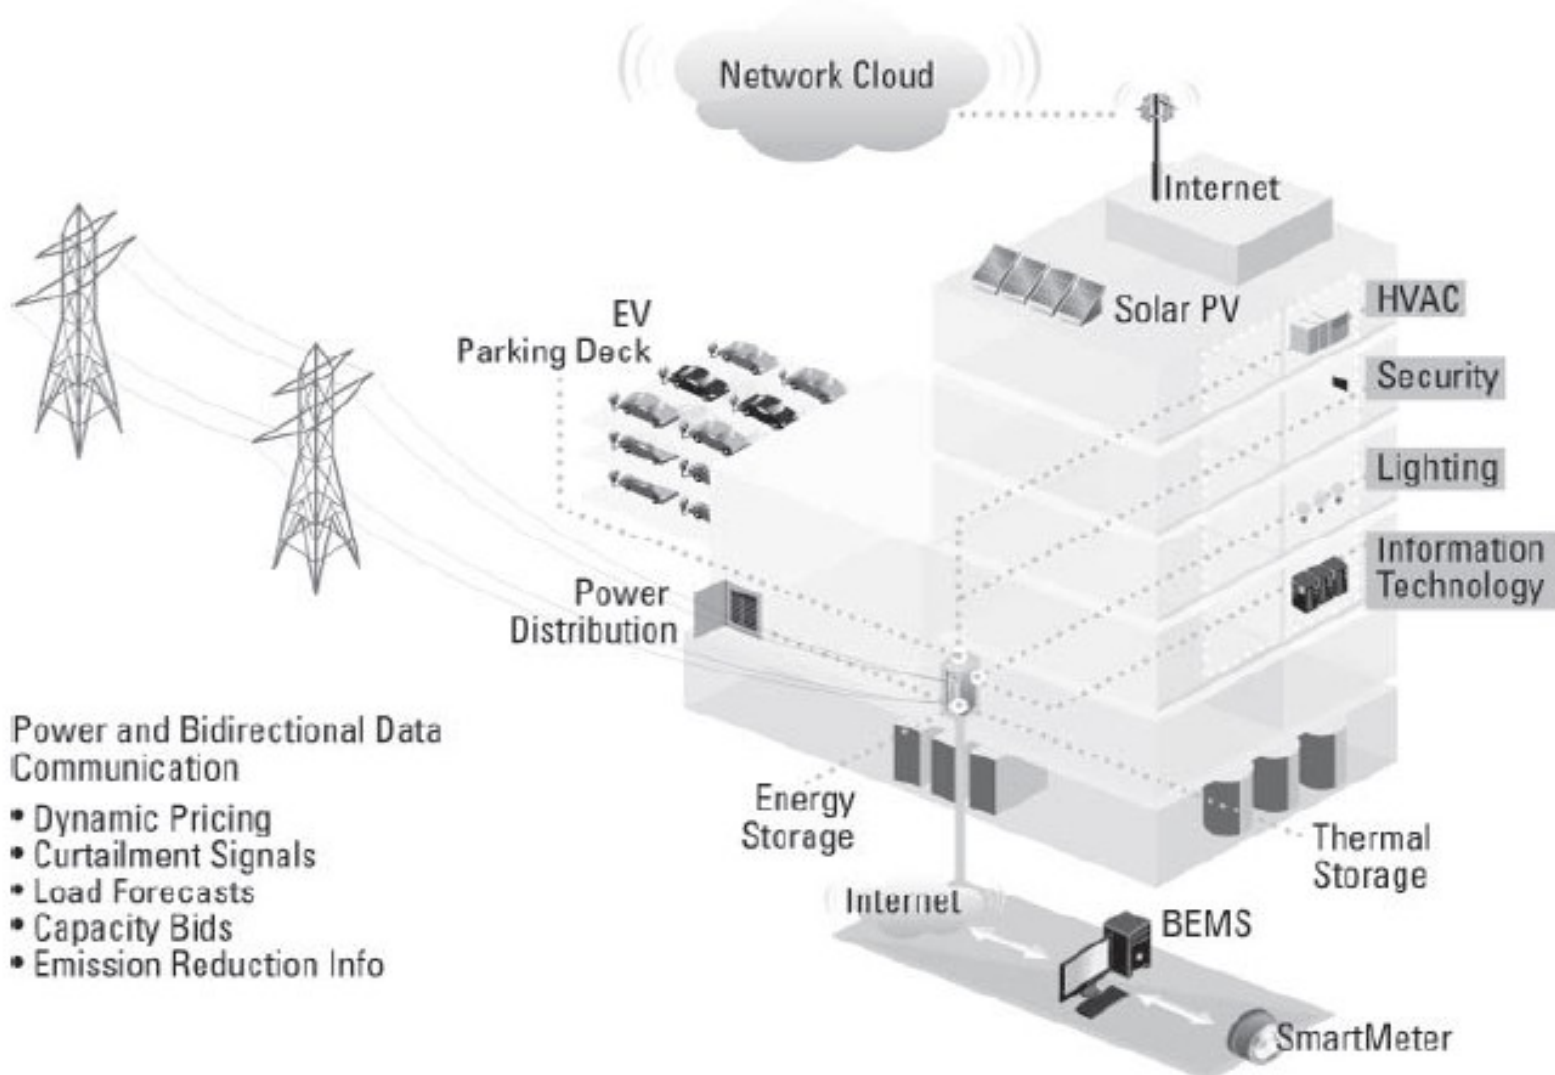 Network Cloud
Internet
Solar PV
HVAC
Security
Lighting
Information
Technology
EV
Parking Deck
Power
Distribution
Power and Bidirectional Data
Communication
• Dynamic Pricing
• Curtailment Signals
• Load Forecasts
• Capacity Bids
• Emission Reduction Info
Energy
Storage
Thermal
Storage
Internet
BEMS
SmartMeter